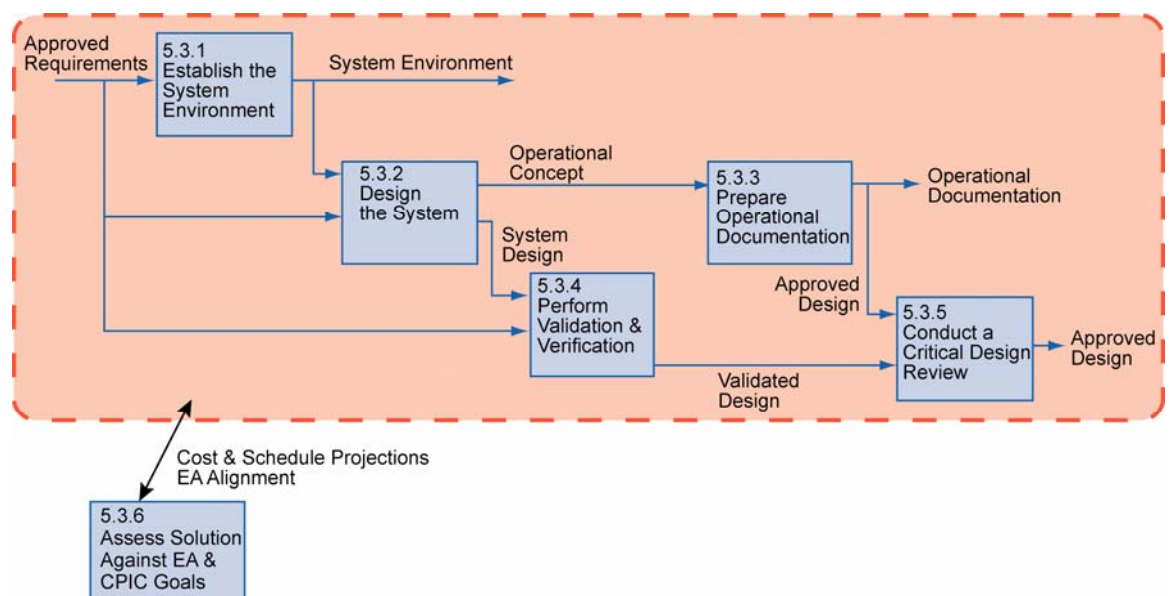 Approved
Requirements
5.3.1
Establish the
System
Environment
System Environment
5.3.2
Design
the System
Operational
Concept
5.3.3
Prepare
Operational
Documentation
Operational
Documentation
System
Design
5.3.4
Perform
Validation &
Verification
Approved
Design
5.3.5
Conduct a
Critical Design
Review
Approved
Design
Validated
Design
Cost & Schedule Projections
EA Alignment
5.3.6
Assess Solution
Against EA &
CPIC Goals